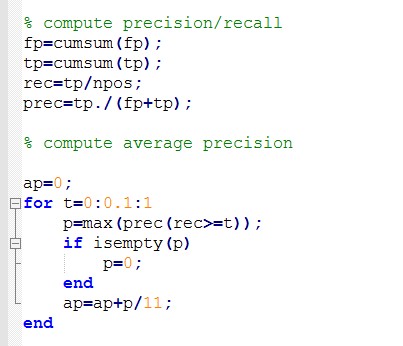 % compute precision/recall
fp=cumsum(fp);
tp=cumsum(tp);
rec=tp/npos;
prec=tp./(fp+tp);
% compute average precision
ap=0;
for t=0:0.1:1
p=max(prec(rec>=t));
if isempty(p)
p=0;
end
ap=ap+p/11;
end